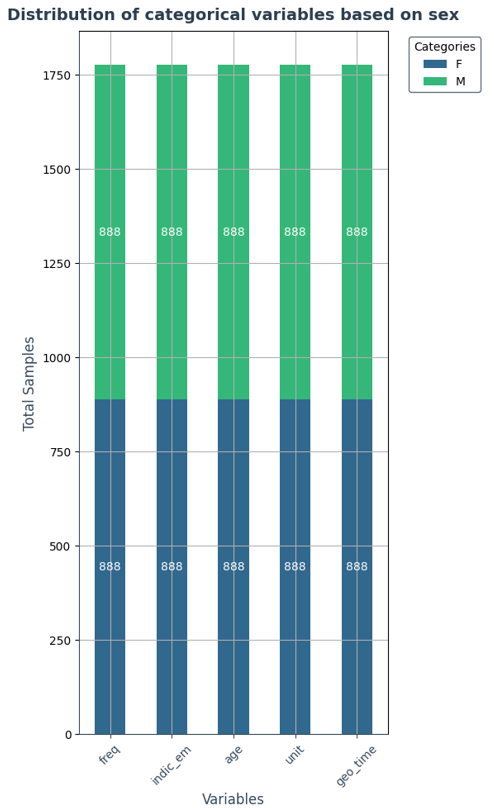 Distribution of categorical variables based on sex
Categories
F
M
1750
1500
1250
1000
750
500
250
0
Total Samples
888 888 888 888 888
888 888 888 888 888
freq indic_em age unit geo_time
Variables